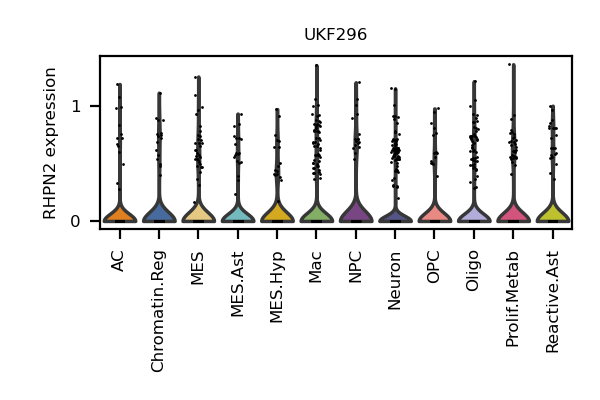 UKF296
RHPN2 expression
1
0
AC
Chromatin.Reg
MES
MES.Ast
MES.Hyp
Mac
NPC
Neuron
OPC
Oligo
Prolif.Metab
Reactive.Ast